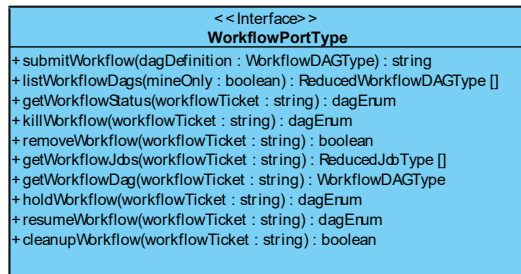 <<Interface>>
WorkflowPortType
+submitWorkflow(dagDefinition : WorkflowDAGType) : string
+listWorkflowDags(mineOnly : boolean) : ReducedWorkflowDAGType []
+getWorkflowStatus(workflowTicket : string) : dagEnum
+killWorkflow(workflowTicket : string) : dagEnum
+removeWorkflow(workflowTicket : string) : boolean
+getWorkflowJobs(workflowTicket : string) : ReducedJobType []
+getWorkflowDag(workflowTicket : string) : WorkflowDAGType
+holdWorkflow(workflowTicket : string) : dagEnum
+resumeWorkflow(workflowTicket : string) : dagEnum
+cleanupWorkflow(workflowTicket : string) : boolean